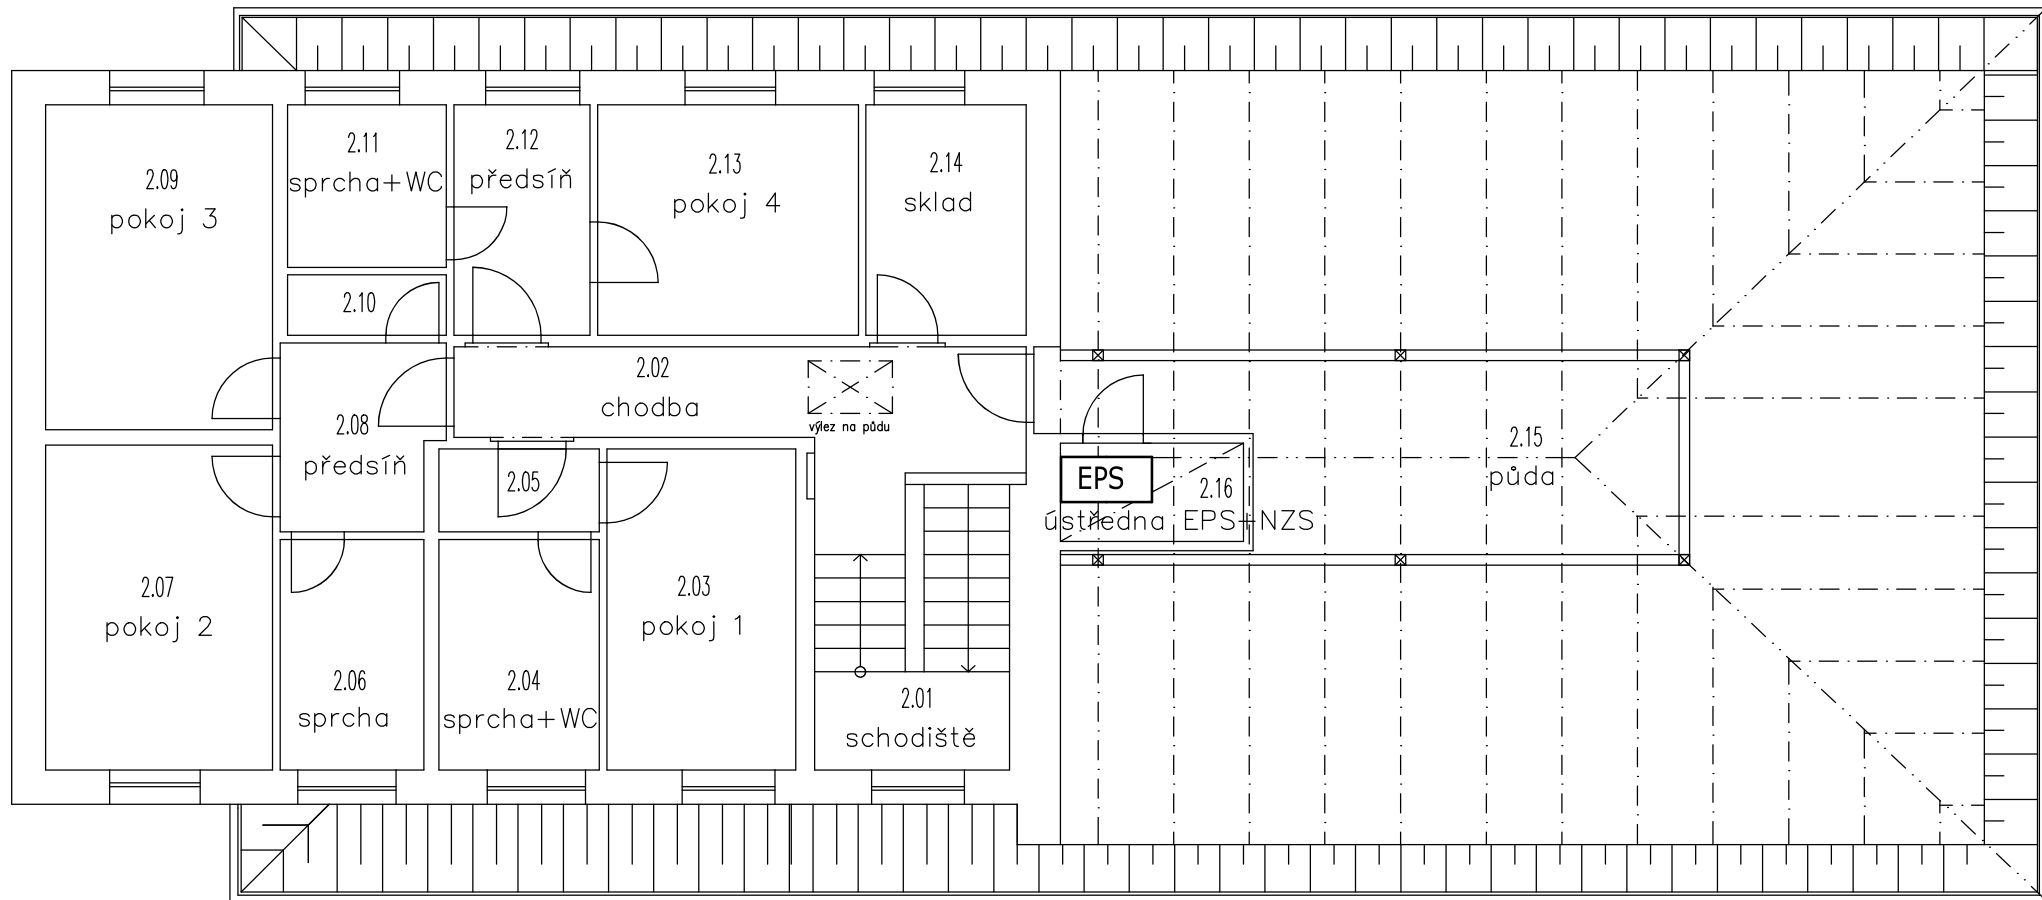 2.09
pokoj 3
2.11
sprcha+WC
2.12
předsíň
2.13
pokoj 4
2.14
sklad
2.10
2.02
chodba
výlez na půdu
2.08
předsíň
2.05
EPS
2.16
ústředna EPS+NZS
2.15
půda
2.07
pokoj 2
2.06
sprcha
2.04
sprcha+WC
2.03
pokoj 1
2.01
schodiště